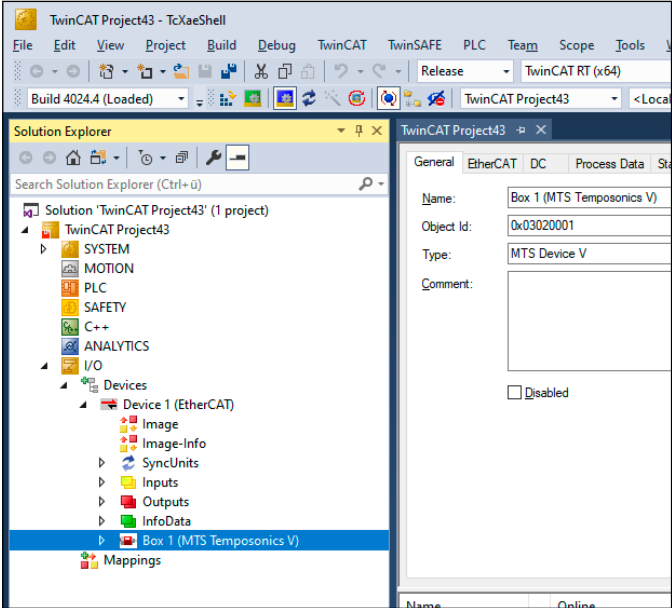 TwinCAT Project43 - TcXaeShell
File Edit View Project Build Debug TwinCAT TwinSAFE PLC Team Scope Tools
Release TwinCAT RT (x64)
Build 4024.4 (Loaded) TwinCAT Project43 <Local
Solution Explorer
Search Solution Explorer (Ctrl+ü)
Solution 'TwinCAT Project43' (1 project)
TwinCAT Project43
SYSTEM
MOTION
PLC
SAFETY
C++
ANALYTICS
I/O
Devices
Device 1 (EtherCAT)
Image
Image-Info
SyncUnits
Inputs
Outputs
InfoData
Box 1 (MTS Temposonics V)
Mappings
TwinCAT Project43
General EtherCAT DC Process Data Sta
Name: Box 1 (MTS Temposonics V)
Object Id: 0x03020001
Type: MTS Device V
Comment:
Disabled
Name Online